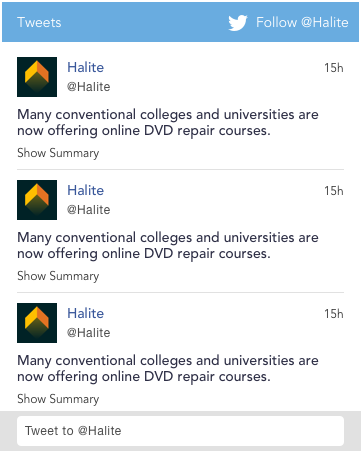 Tweets Follow @Halite
Halite 15h
@Halite
Many conventional colleges and universities are
now offering online DVD repair courses.
Show Summary
Halite 15h
@Halite
Many conventional colleges and universities are
now offering online DVD repair courses.
Show Summary
Halite 15h
@Halite
Many conventional colleges and universities are
now offering online DVD repair courses.
Show Summary
Tweet to @Halite